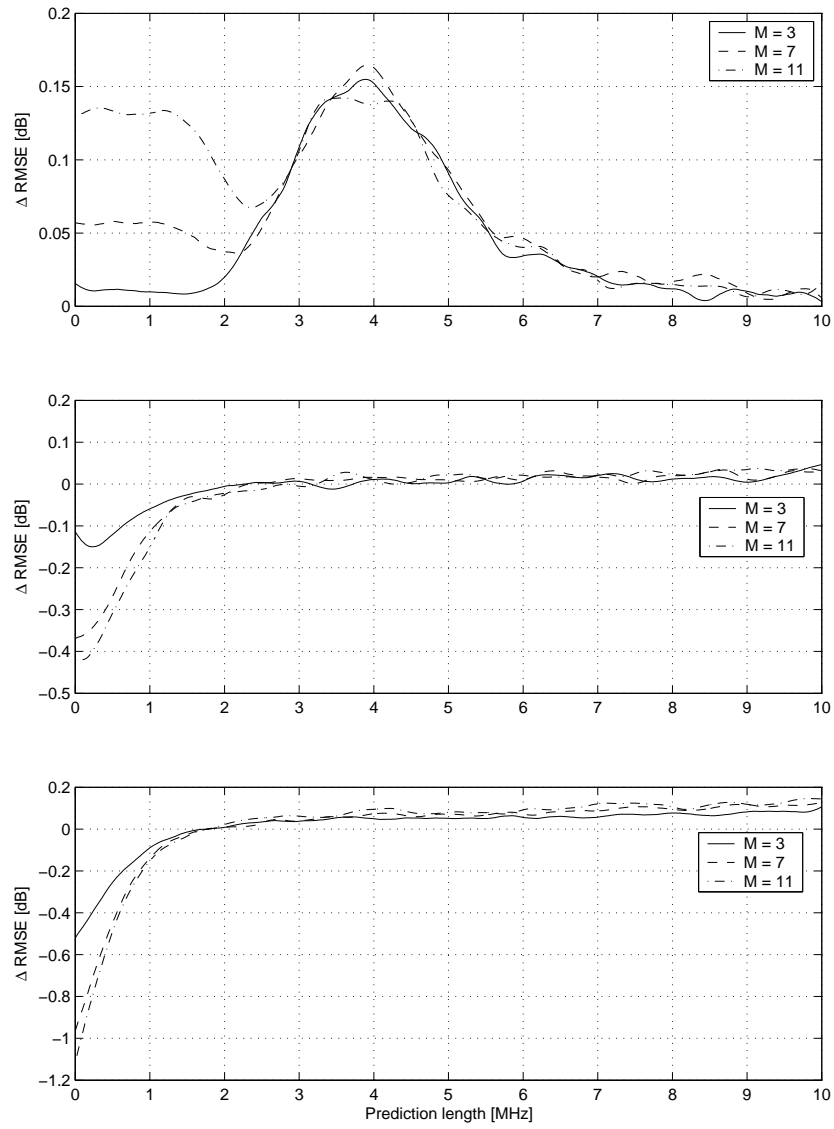 0.2
0.15
0.1
0.05
0
Δ RMSE [dB]
M = 3
M = 7
M = 11
0 1 2 3 4 5 6 7 8 9 10
0.2
0.1
0
−0.1
−0.2
−0.3
−0.4
−0.5
Δ RMSE [dB]
M = 3
M = 7
M = 11
0 1 2 3 4 5 6 7 8 9 10
0.2
0
−0.2
−0.4
−0.6
−0.8
−1
−1.2
Δ RMSE [dB]
M = 3
M = 7
M = 11
0 1 2 3 4 5 6 7 8 9 10
Prediction length [MHz]